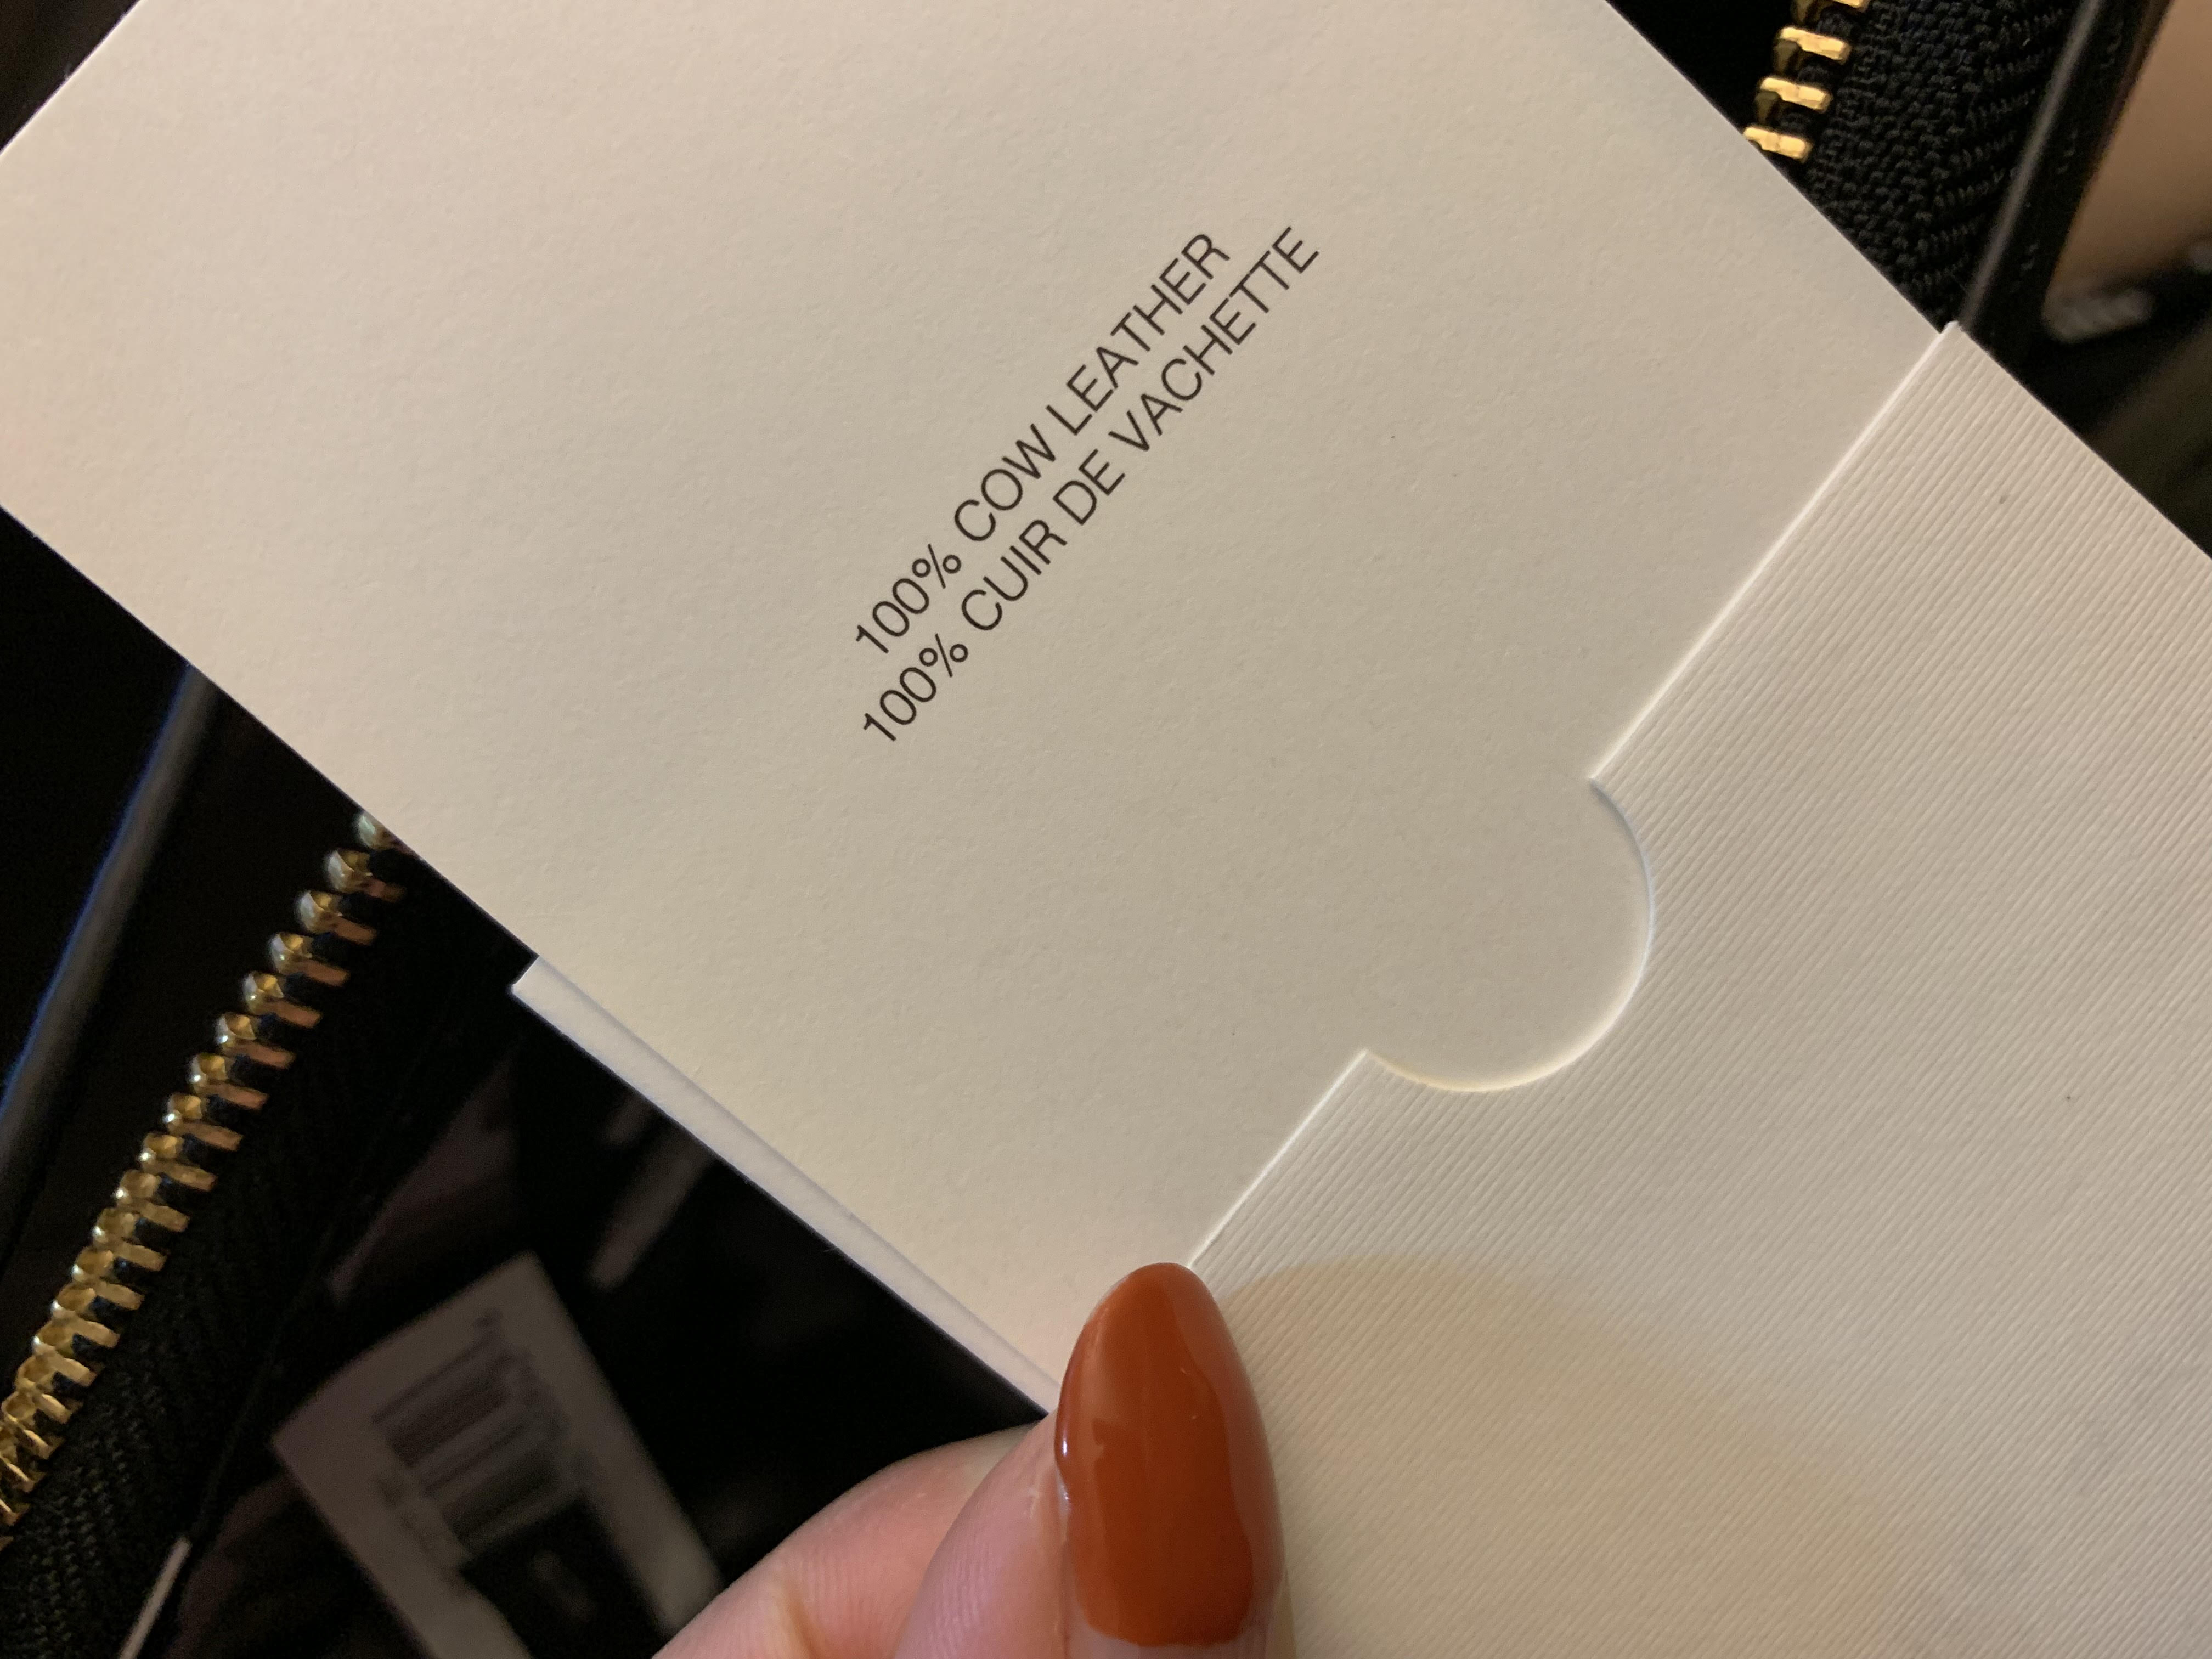 100% COW LEATHER
100% CUIR DE VACHETTE